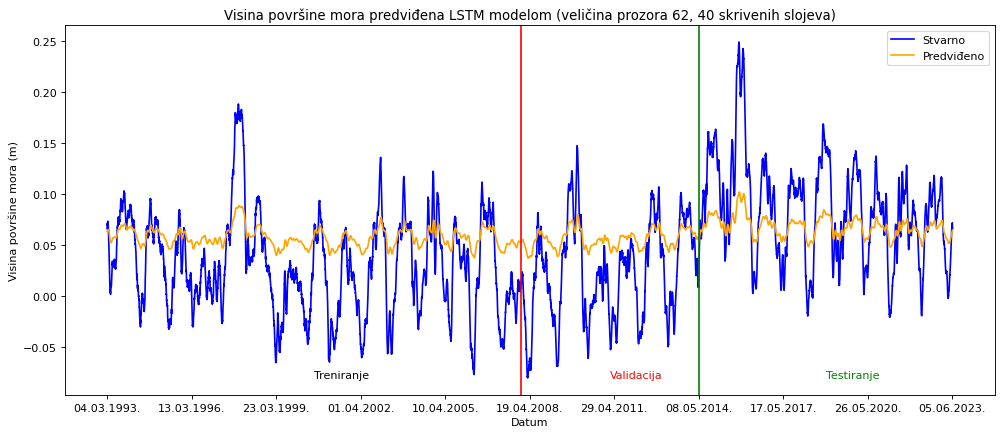 Visina površine mora predviđena LSTM modelom (veličina prozora 62, 40 skrivenih slojeva)
Stvarno
Predviđeno
Visina površine mora (m)
0.25
0.20
0.15
0.10
0.05
0.00
−0.05
Treniranje
Validacija
Testiranje
04.03.1993.
13.03.1996.
23.03.1999.
01.04.2002.
10.04.2005.
19.04.2008.
29.04.2011.
08.05.2014.
17.05.2017.
26.05.2020.
05.06.2023.
Datum